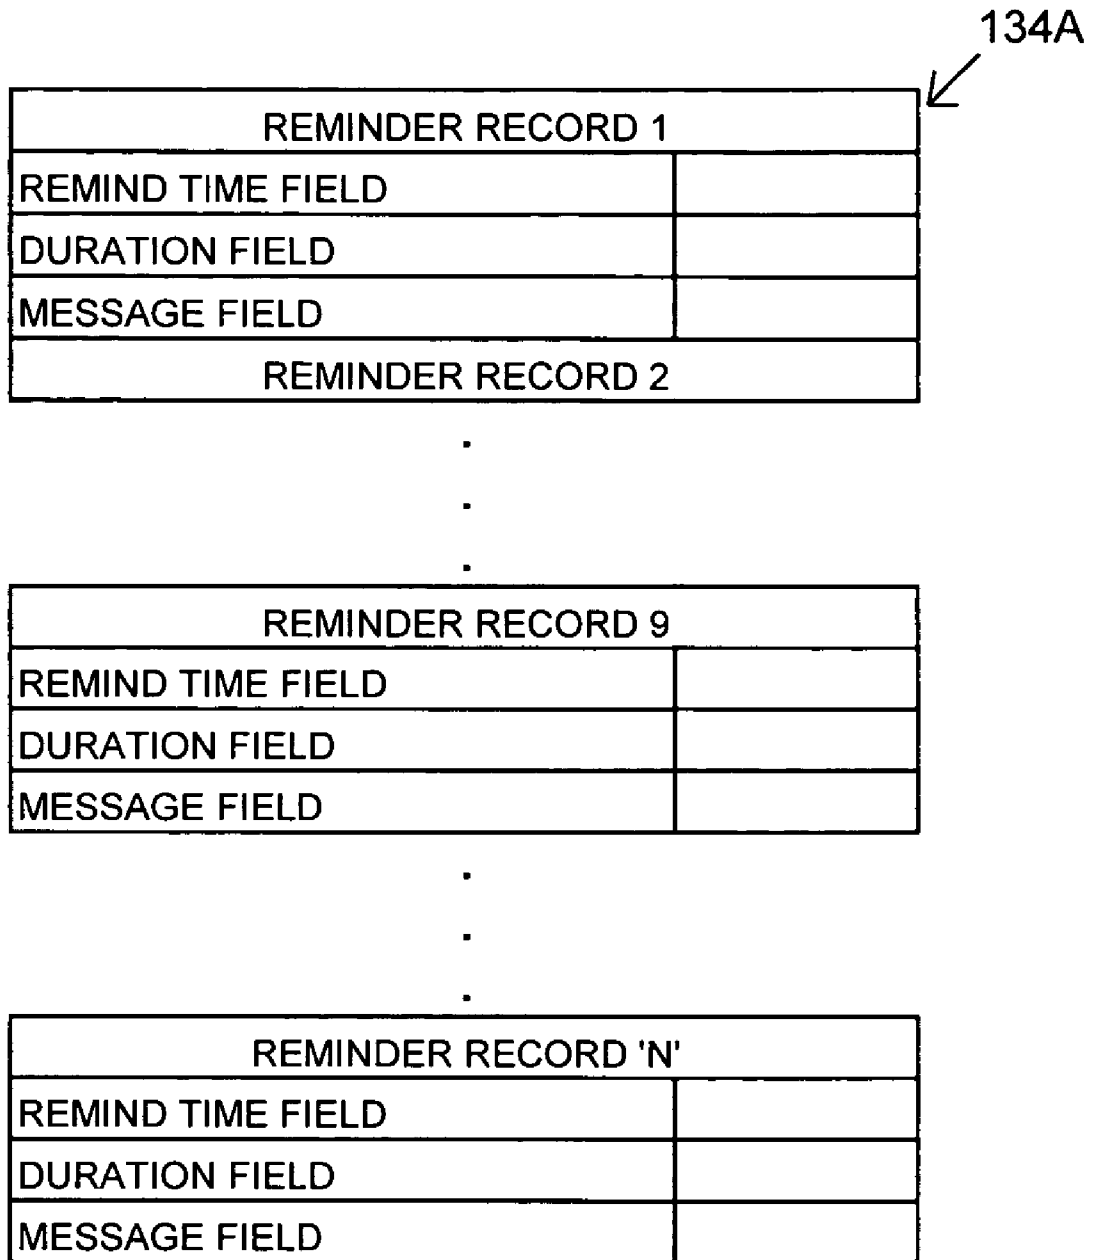 134A
REMINDER RECORD 1
REMIND TIME FIELD
DURATION FIELD
MESSAGE FIELD
REMINDER RECORD 2
.
.
.
REMINDER RECORD 9
REMIND TIME FIELD
DURATION FIELD
MESSAGE FIELD
.
.
.
REMINDER RECORD 'N'
REMIND TIME FIELD
DURATION FIELD
MESSAGE FIELD